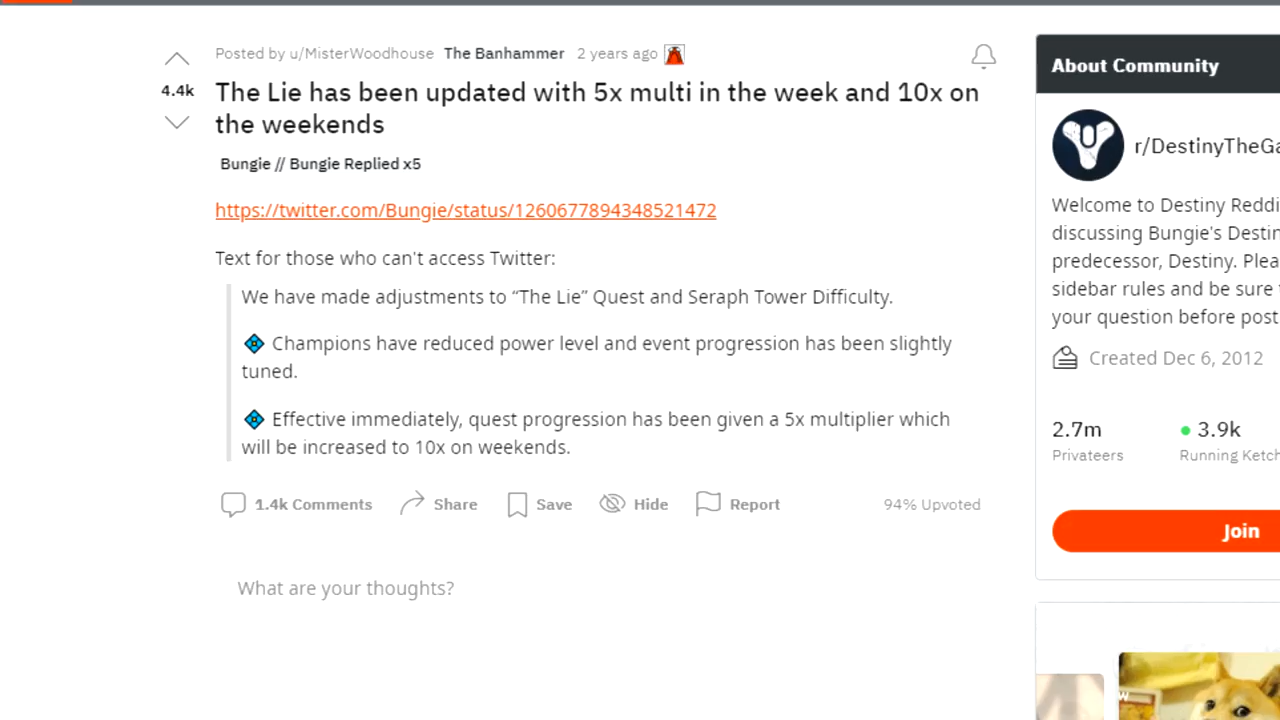 Posted by u/MisterWoodhouse The Banhammer 2 years ago
4.4k
The Lie has been updated with 5x multi in the week and 10x on
the weekends
Bungie // Bungie Replied x5
https://twitter.com/Bungie/status/1260677894348521472
Text for those who can't access Twitter:
We have made adjustments to “The Lie” Quest and Seraph Tower Difficulty.
Champions have reduced power level and event progression has been slightly
tuned.
Effective immediately, quest progression has been given a 5x multiplier which
will be increased to 10x on weekends.
1.4k Comments Share Save Hide Report 94% Upvoted
What are your thoughts?
About Community
r/DestinyTheGa
Welcome to Destiny Reddi
discussing Bungie's Destin
predecessor, Destiny. Plea
sidebar rules and be sure
your question before post
Created Dec 6, 2012
2.7m 3.9k
Privateers Running Ketch
Join